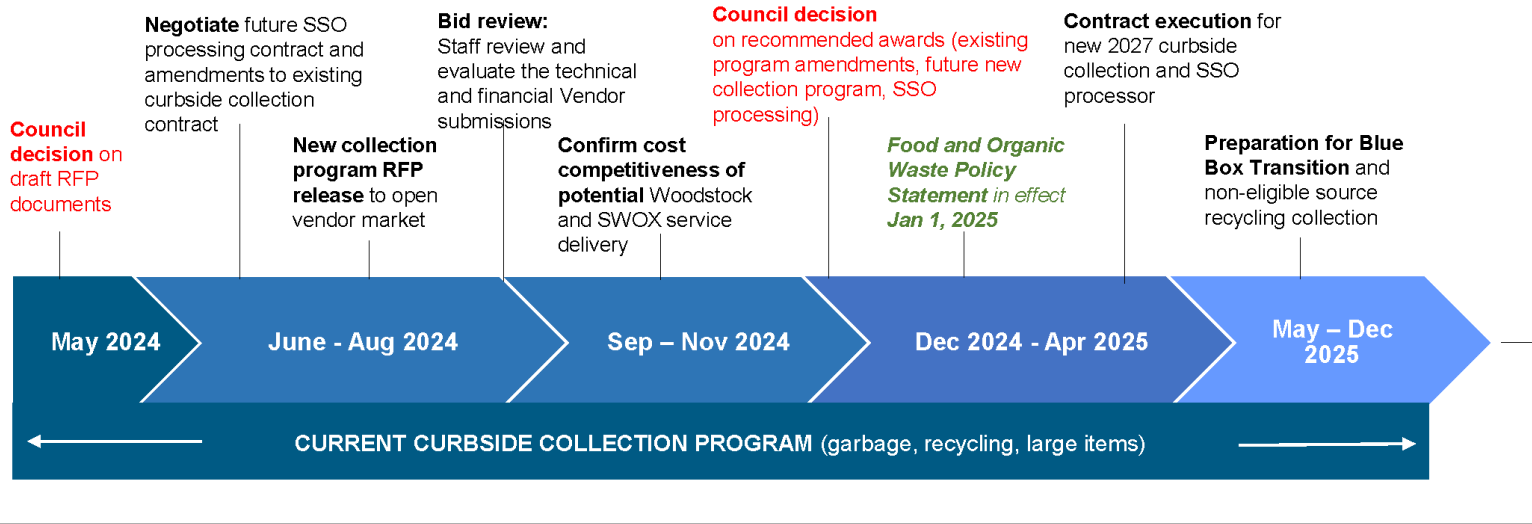 Council
decision on
draft RFP
documents
Negotiate future SSO
processing contract and
amendments to existing
curbside collection
contract
New collection
program RFP
release to open
vendor market
Bid review:
Staff review and
evaluate the technical
and financial Vendor
submissions
Confirm cost
competitiveness of
potential Woodstock
and SWOX service
delivery
Council decision
on recommended awards (existing
program amendments, future new
collection program, SSO
processing)
Food and Organic
Waste Policy
Statement in effect
Jan 1, 2025
Contract execution for
new 2027 curbside
collection and SSO
processor
Preparation for Blue
Box Transition and
non-eligible source
recycling collection
May 2024
June - Aug 2024
Sep – Nov 2024
Dec 2024 - Apr 2025
May – Dec
2025
CURRENT CURBSIDE COLLECTION PROGRAM (garbage, recycling, large items)